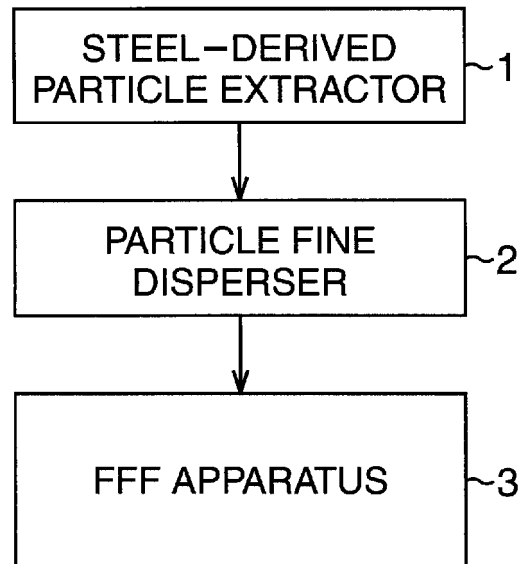 STEEL-DERIVED
PARTICLE EXTRACTOR
~1
PARTICLE FINE
DISPERSER
~2
FFF APPARATUS
~3